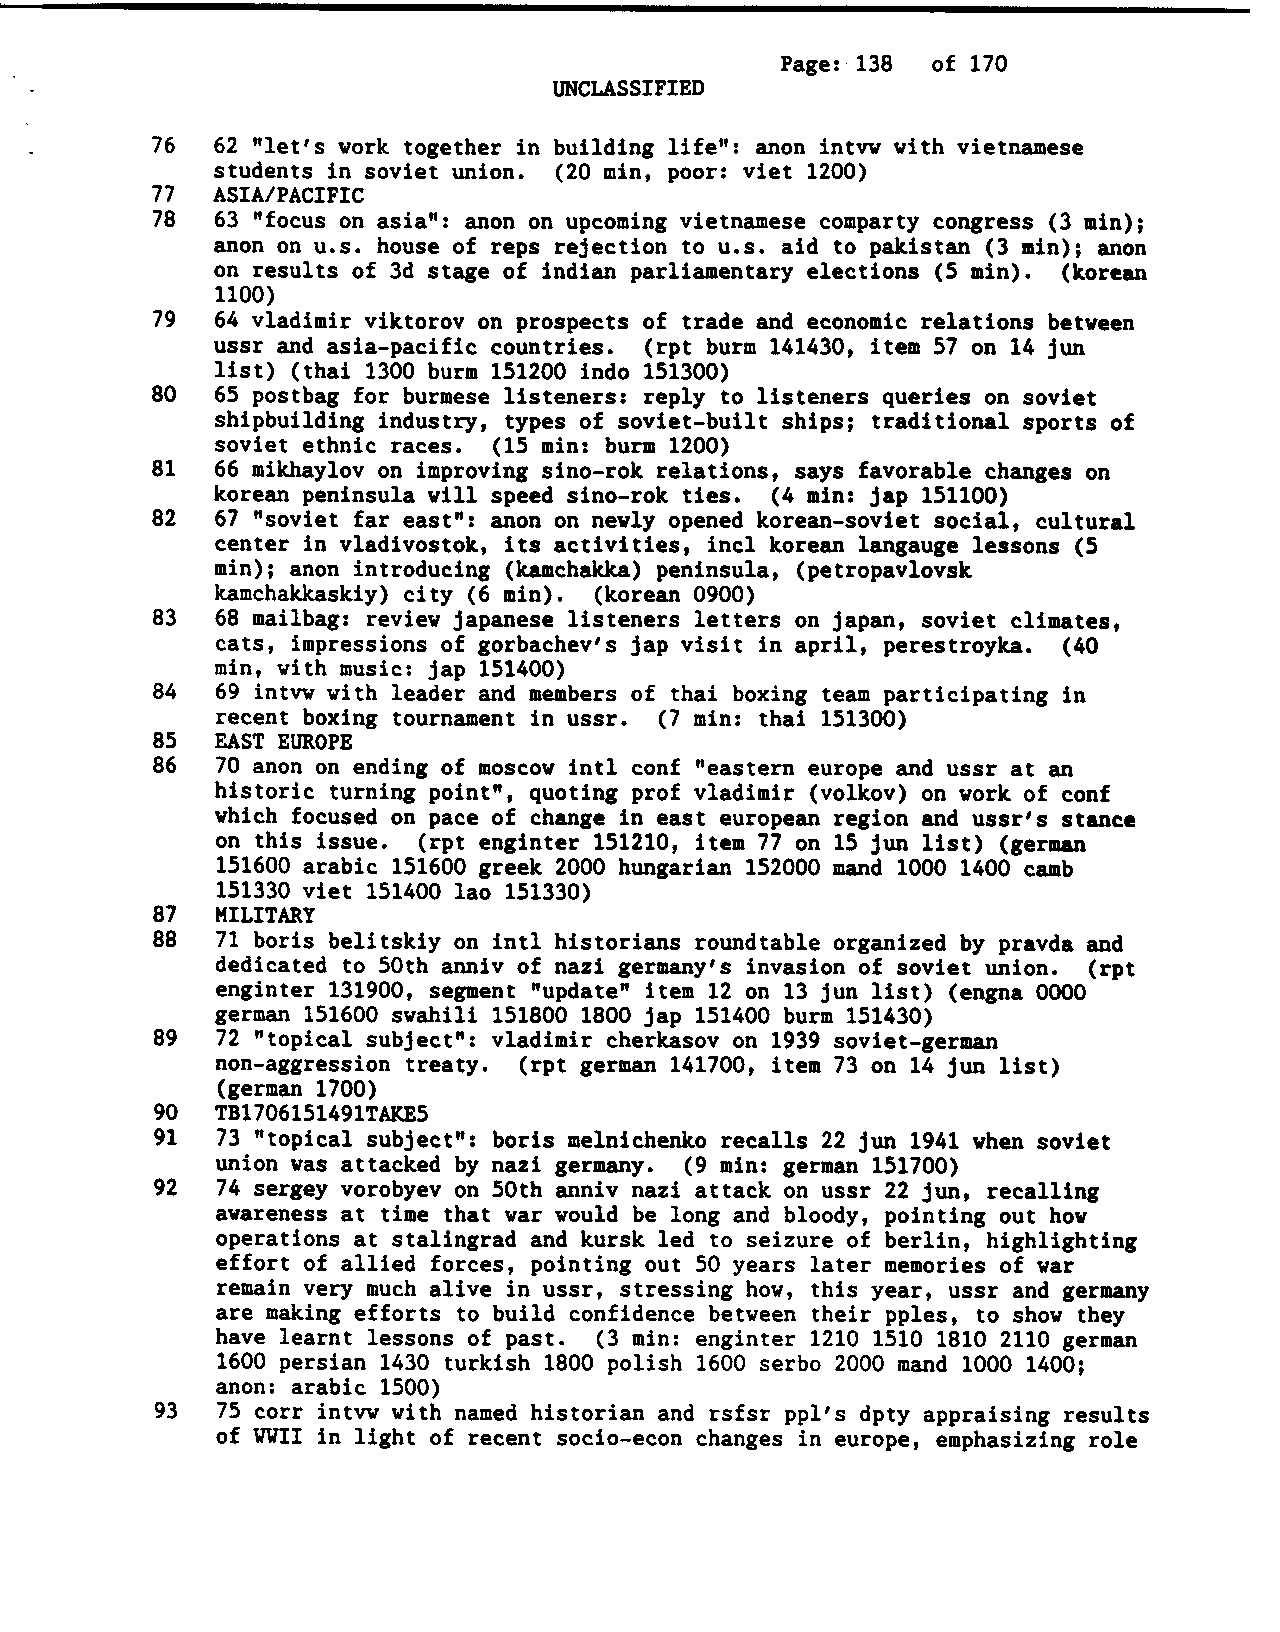 Page: 138 of 170
UNCLASSIFIED
76 62 "let's work together in building life": anon intvw with vietnamese
students in soviet union. (20 min, poor: viet 1200)
77 ASIA/PACIFIC
78 63 "focus on asia": anon on upcoming vietnamese comparty congress (3 min);
anon on u.s. house of reps rejection to u.s. aid to pakistan (3 min); anon
on results of 3d stage of indian parliamentary elections (5 min). (korean
1100)
79 64 vladimir viktorov on prospects of trade and economic relations between
ussr and asia-pacific countries. (rpt burm 141430, item 57 on 14 jun
list) (thai 1300 burm 151200 indo 151300)
80 65 postbag for burmese listeners: reply to listeners queries on soviet
shipbuilding industry, types of soviet-built ships; traditional sports of
soviet ethnic races. (15 min: burm 1200)
81 66 mikhaylov on improving sino-rok relations, says favorable changes on
korean peninsula will speed sino-rok ties. (4 min: jap 151100)
82 67 "soviet far east": anon on newly opened korean-soviet social, cultural
center in vladivostok, its activities, incl korean langauge lessons (5
min); anon introducing (kamchakka) peninsula, (petropavlovsk
kamchakkaskiy) city (6 min). (korean 0900)
83 68 mailbag: review japanese listeners letters on japan, soviet climates,
cats, impressions of gorbachev's jap visit in april, perestroyka. (40
min, with music: jap 151400)
84 69 intvw with leader and members of thai boxing team participating in
recent boxing tournament in ussr. (7 min: thai 151300)
85 EAST EUROPE
86 70 anon on ending of moscow intl conf "eastern europe and ussr at an
historic turning point", quoting prof vladimir (volkov) on work of conf
which focused on pace of change in east european region and ussr's stance
on this issue. (rpt enginter 151210, item 77 on 15 jun list) (german
151600 arabic 151600 greek 2000 hungarian 152000 mand 1000 1400 camb
151330 viet 151400 lao 151330)
87 MILITARY
88 71 boris belitskiy on intl historians roundtable organized by pravda and
dedicated to 50th anniv of nazi germany's invasion of soviet union. (rpt
enginter 131900, segment "update" item 12 on 13 jun list) (engna 0000
german 151600 swahili 151800 1800 jap 151400 burm 151430)
89 72 "topical subject": vladimir cherkasov on 1939 soviet-german
non-aggression treaty. (rpt german 141700, item 73 on 14 jun list)
(german 1700)
90 TB1706151491TAKE5
91 73 "topical subject": boris melnichenko recalls 22 jun 1941 when soviet
union was attacked by nazi germany. (9 min: german 151700)
92 74 sergey vorobyev on 50th anniv nazi attack on ussr 22 jun, recalling
awareness at time that war would be long and bloody, pointing out how
operations at stalingrad and kursk led to seizure of berlin, highlighting
effort of allied forces, pointing out 50 years later memories of war
remain very much alive in ussr, stressing how, this year, ussr and germany
are making efforts to build confidence between their pples, to show they
have learnt lessons of past. (3 min: enginter 1210 1510 1810 2110 german
1600 persian 1430 turkish 1800 polish 1600 serbo 2000 mand 1000 1400;
anon: arabic 1500)
93 75 corr intvw with named historian and rsfsr ppl's dpty appraising results
of WWII in light of recent socio-econ changes in europe, emphasizing role